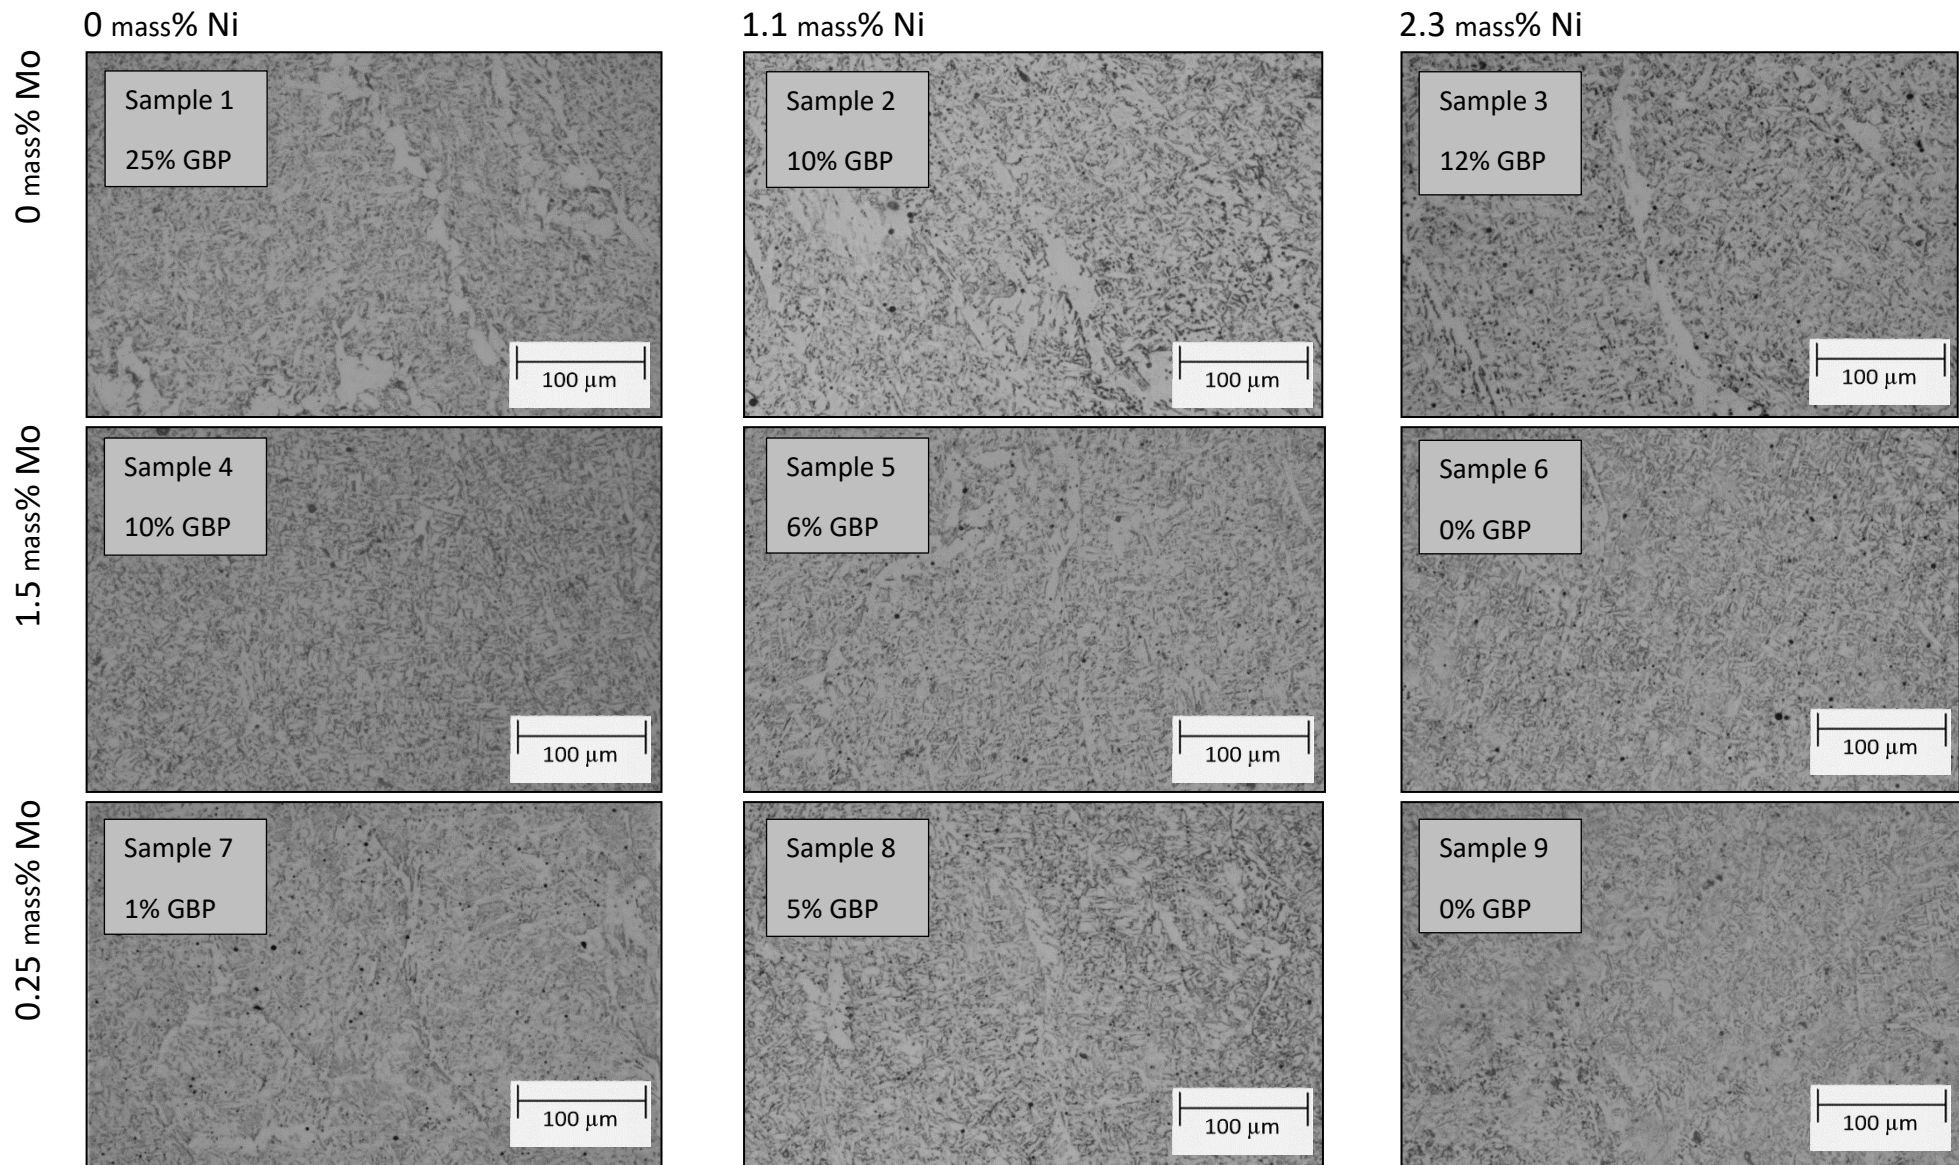 0 mass% Ni
1.1 mass% Ni
2.3 mass% Ni
0 mass% Mo
Sample 1
25% GBP
100 μm
Sample 2
10% GBP
100 μm
Sample 3
12% GBP
100 μm
1.5 mass% Mo
Sample 4
10% GBP
100 μm
Sample 5
6% GBP
100 μm
Sample 6
0% GBP
100 μm
0.25 mass% Mo
Sample 7
1% GBP
100 μm
Sample 8
5% GBP
100 μm
Sample 9
0% GBP
100 μm